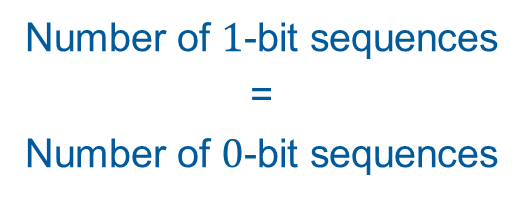 Number of 1-bit sequences
=
Number of 0-bit sequences